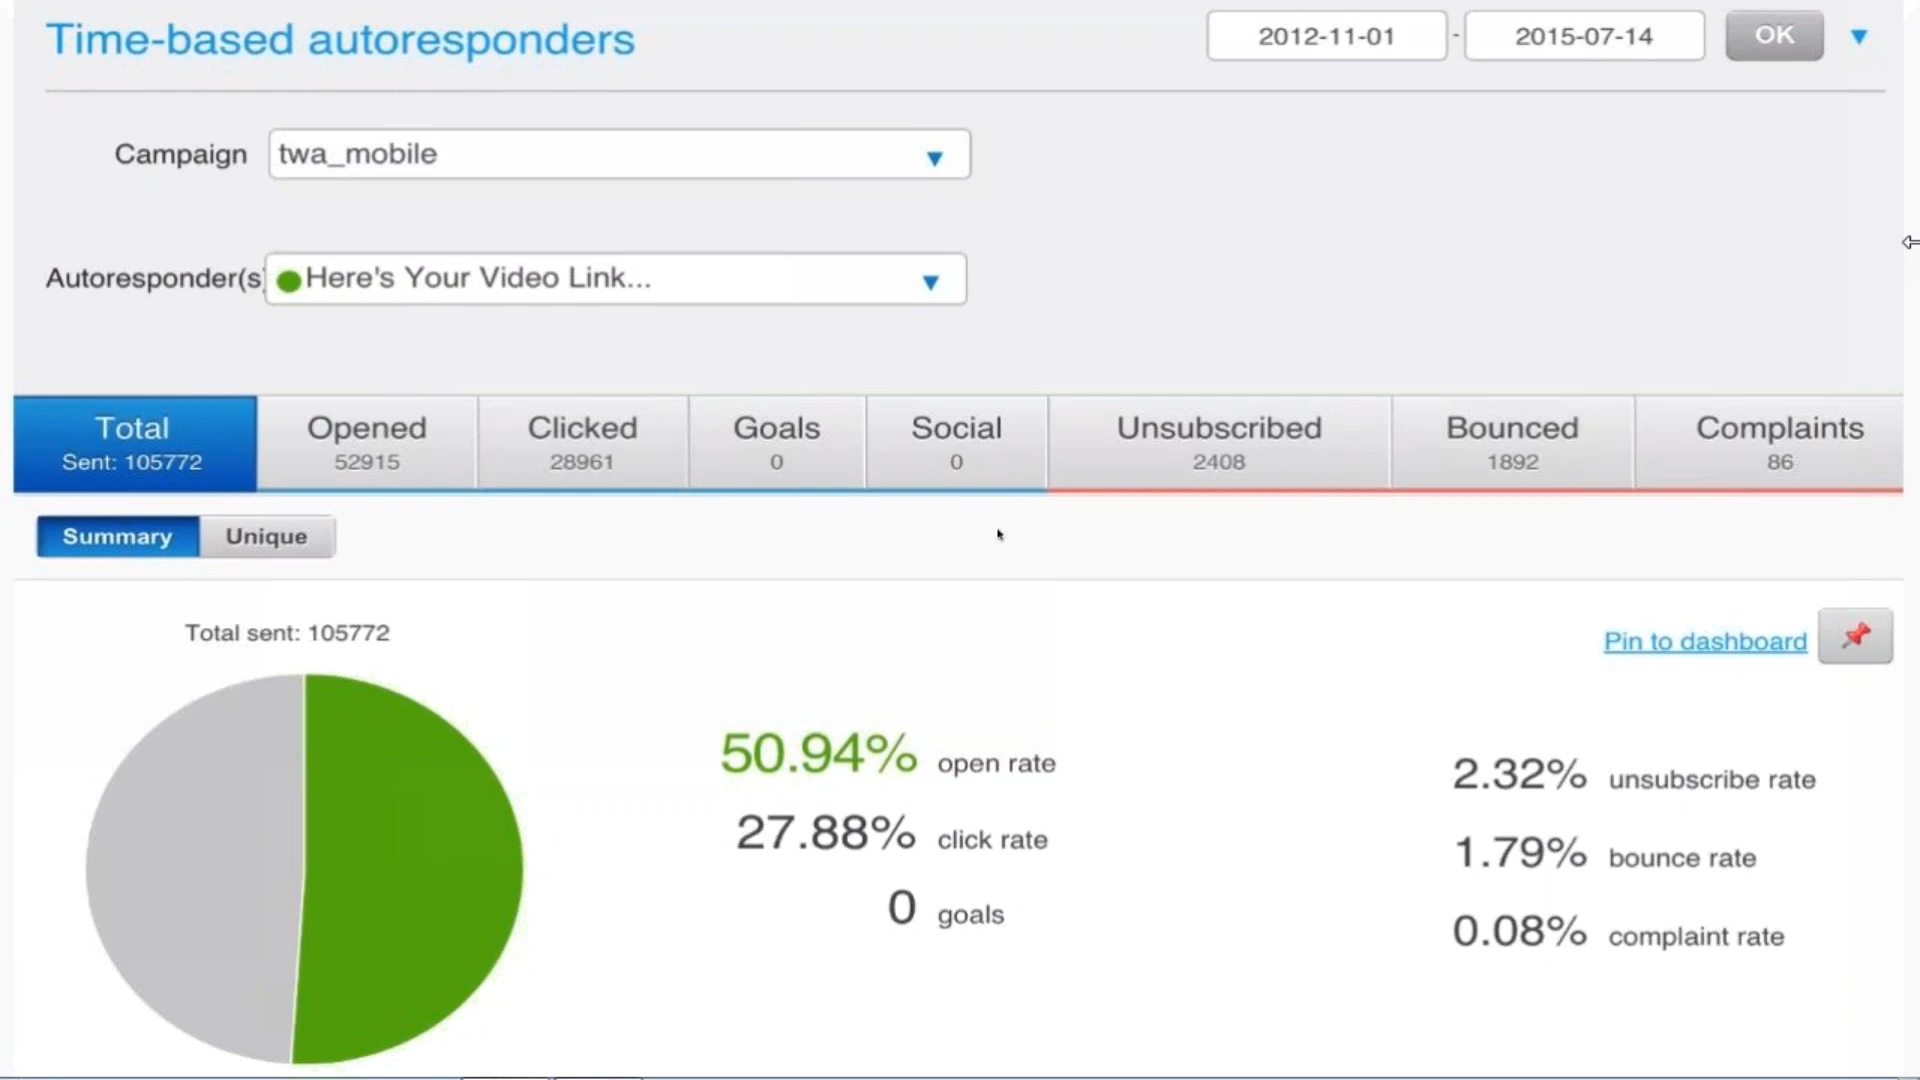 Time-based autoresponders
2012-11-01 - 2015-07-14 OK
Campaign twa_mobile
Autoresponder(s Here's Your Video Link...
Total Opened Clicked Goals Social Unsubscribed Bounced Complaints
Sent: 105772 52915 28961 0 0 2408 1892 86
Summary Unique
Total sent: 105772
Pin to dashboard
50.94% open rate
27.88% click rate
0 goals
2.32% unsubscribe rate
1.79% bounce rate
0.08% complaint rate